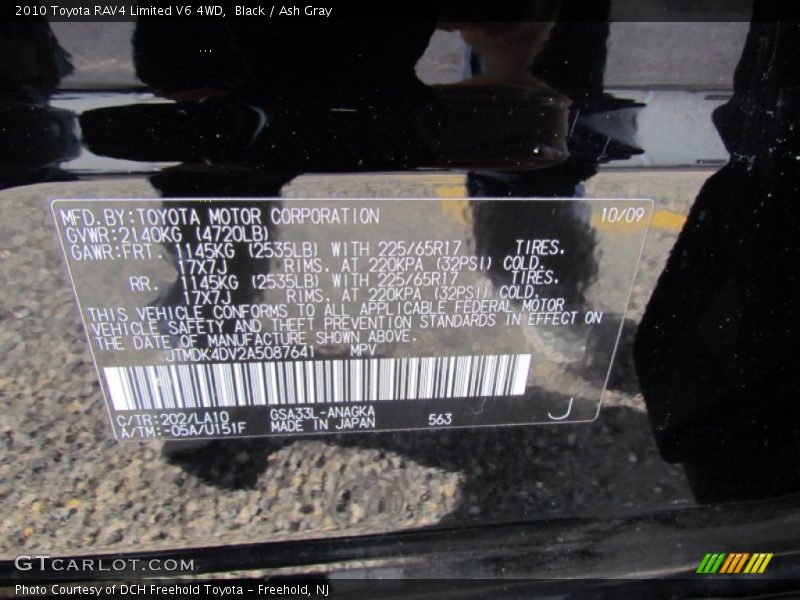 2010 Toyota RAV4 Limited V6 4WD, Black / Ash Gray
MFD.BY:TOYOTA MOTOR CORPORATION 10/09
GVWR:2140KG (4720LB)
GAWR:FRT. 1145KG (2535LB) WITH 225/65R17 TIRES.
17X7J RIMS. AT 220KPA (32PSI) COLD.
RR. 1145KG (2535LB) WITH 225/65R17 TIRES.
17X7J RIMS. AT 220KPA (32PSI) COLD.
THIS VEHICLE CONFORMS TO ALL APPLICABLE FEDERAL MOTOR
VEHICLE SAFETY AND THEFT PREVENTION STANDARDS IN EFFECT ON
THE DATE OF MANUFACTURE SHOWN ABOVE.
JTMDK4DV2A5087641 MPV
C/TR:202/LA10 GSA33L-ANAGKA 563 J
A/TM:-05A/U151F MADE IN JAPAN
GTCARLOT.COM
Photo Courtesy of DCH Freehold Toyota - Freehold, NJ